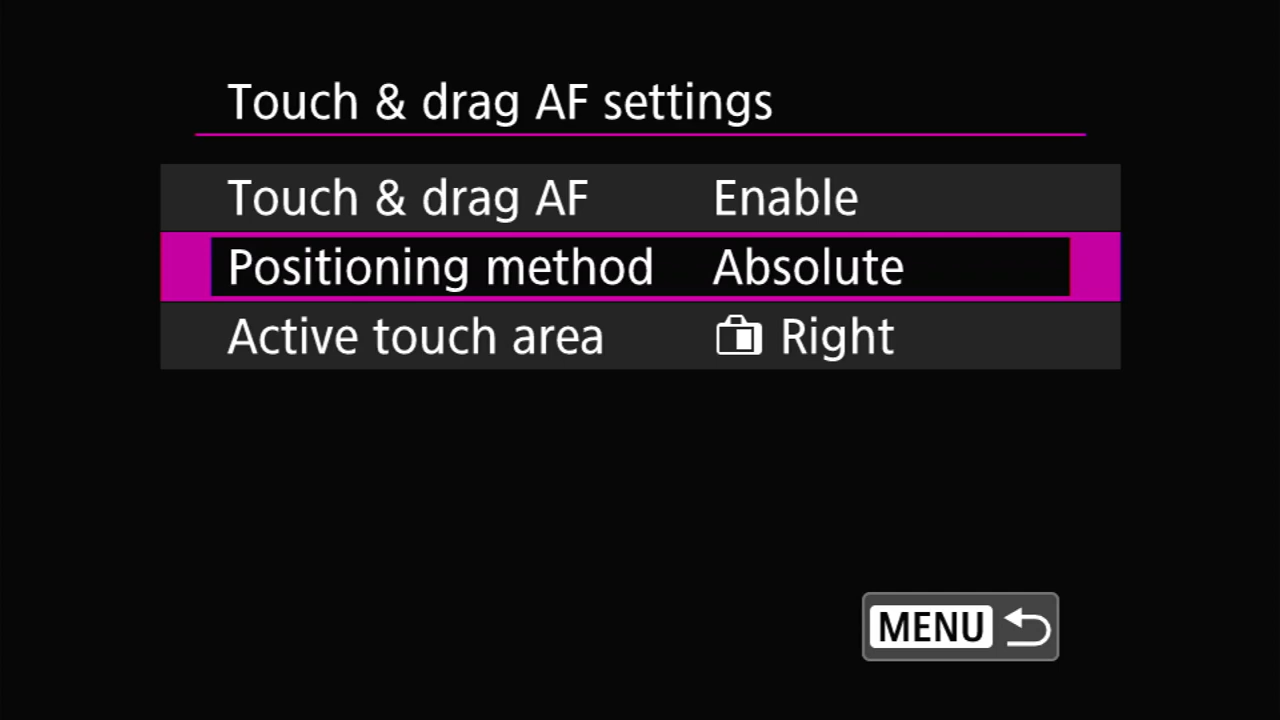 Touch & drag AF settings
Touch & drag AF Enable
Positioning method Absolute
Active touch area Right
MENU